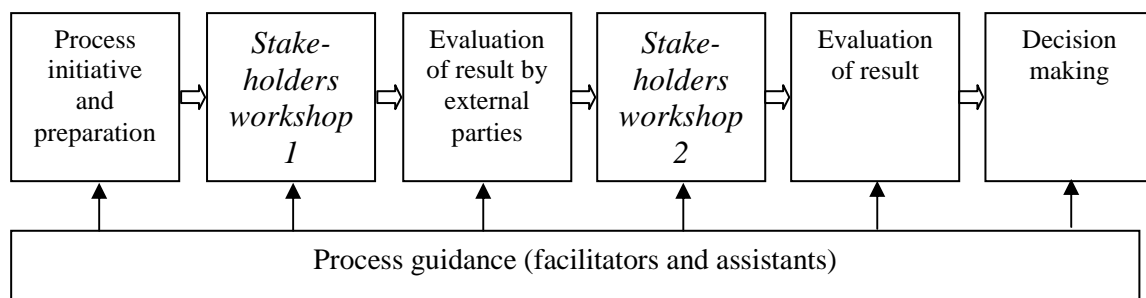 Process
initiative
and
preparation
Stake-
holders
workshop
1
Evaluation
of result by
external
parties
Stake-
holders
workshop
2
Evaluation
of result
Decision
making
Process guidance (facilitators and assistants)